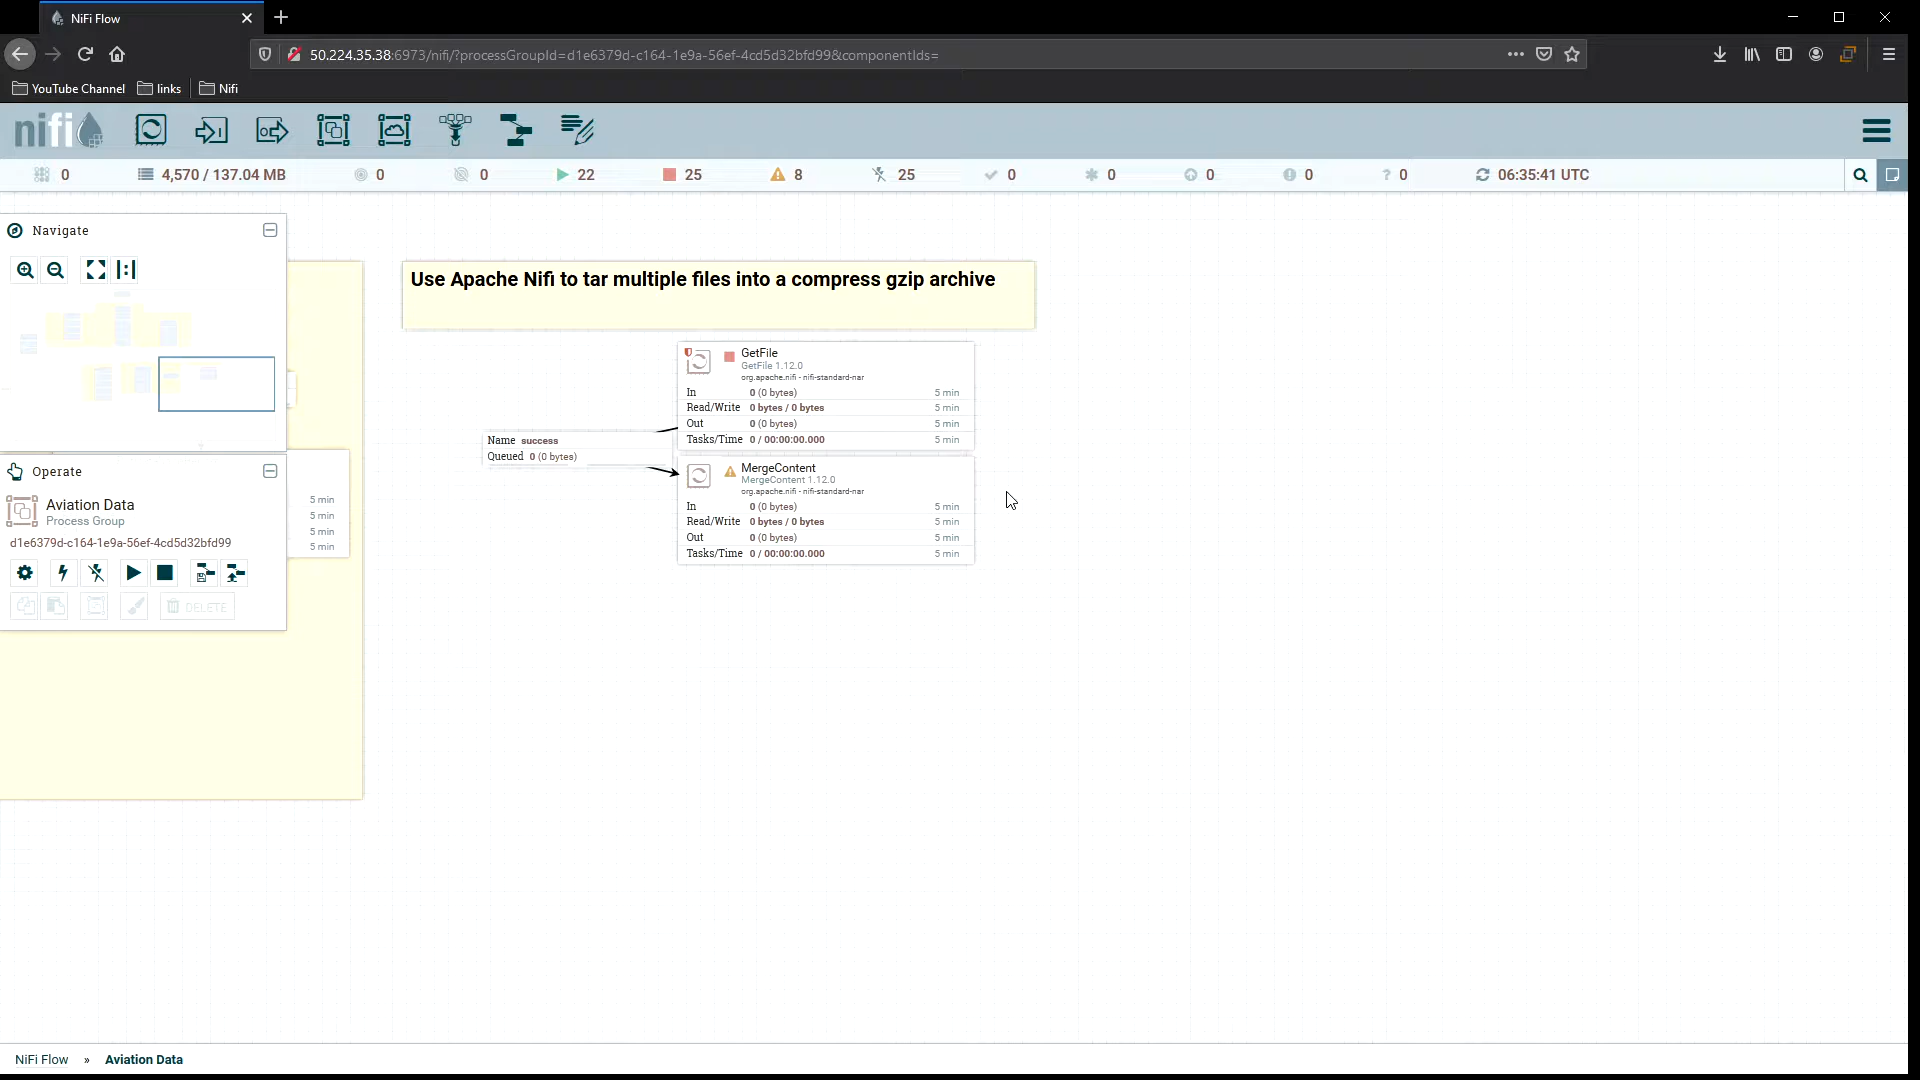 NiFi Flow
50.224.35.38:6973/nifi/?processGroupId=d1e6379d-c164-1e9a-56ef-4cd5d32bfd99&componentIds=
YouTube Channel links Nifi
nifi
0 4,570 / 137.04 MB 0 0 22 25 8 25 0 0 0 0 ? 0 06:35:41 UTC
Navigate
Use Apache Nifi to tar multiple files into a compress gzip archive
GetFile
GetFile 1.12.0
org.apache.nifi - nifi-standard-nar
In 0 (0 bytes) 5 min
Read/Write 0 bytes / 0 bytes 5 min
Out 0 (0 bytes) 5 min
Tasks/Time 0 / 00:00:00.000 5 min
Name success
Queued 0 (0 bytes)
MergeContent
MergeContent 1.12.0
org.apache.nifi - nifi-standard-nar
In 0 (0 bytes) 5 min
Read/Write 0 bytes / 0 bytes 5 min
Out 0 (0 bytes) 5 min
Tasks/Time 0 / 00:00:00.000 5 min
Operate
Aviation Data
Process Group
d1e6379d-c164-1e9a-56ef-4cd5d32bfd99
DELETE
5 min
5 min
5 min
5 min
NiFi Flow » Aviation Data